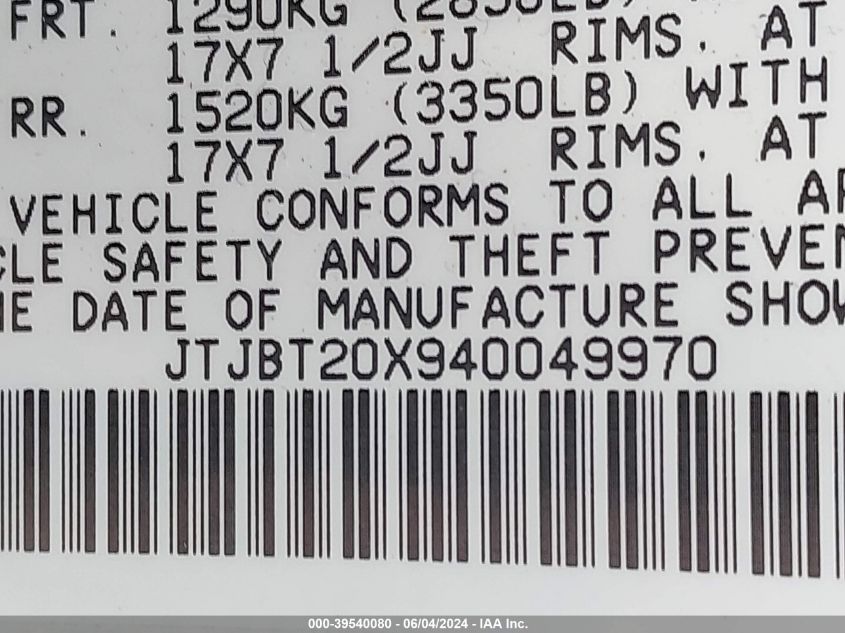 FRT. 1290KG
17X7 1/2JJ RIMS. AT
RR. 1520KG (3350LB) WITH
17X7 1/2JJ RIMS. AT
VEHICLE CONFORMS TO ALL
SAFETY AND THEFT
DATE OF MANUFACTURE
JTJBT20X940049970
000-39540080 - 06/04/2024 - IAA Inc.